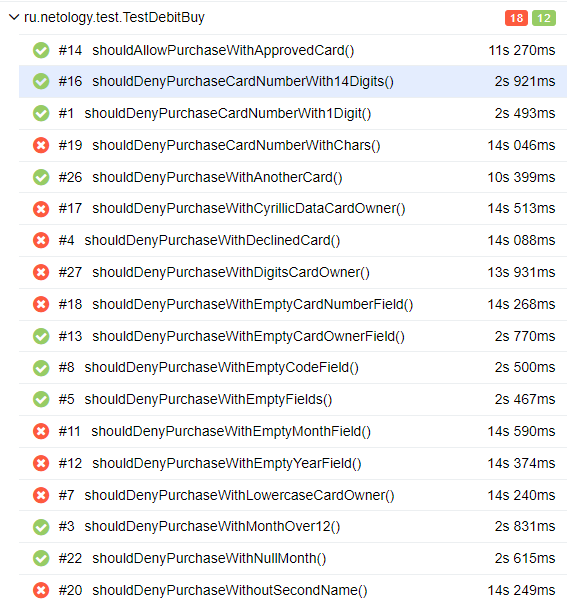 ru.netology.test.TestDebitBuy 18 12
#14 shouldAllowPurchaseWithApprovedCard() 11s 270ms
#16 shouldDenyPurchaseCardNumberWith14Digits() 2s 921ms
#1 shouldDenyPurchaseCardNumberWith1Digit() 2s 493ms
#19 shouldDenyPurchaseCardNumberWithChars() 14s 046ms
#26 shouldDenyPurchaseWithAnotherCard() 10s 399ms
#17 shouldDenyPurchaseWithCyrillicDataCardOwner() 14s 513ms
#4 shouldDenyPurchaseWithDeclinedCard() 14s 088ms
#27 shouldDenyPurchaseWithDigitsCardOwner() 13s 931ms
#18 shouldDenyPurchaseWithEmptyCardNumberField() 14s 268ms
#13 shouldDenyPurchaseWithEmptyCardOwnerField() 2s 770ms
#8 shouldDenyPurchaseWithEmptyCodeField() 2s 500ms
#5 shouldDenyPurchaseWithEmptyFields() 2s 467ms
#11 shouldDenyPurchaseWithEmptyMonthField() 14s 590ms
#12 shouldDenyPurchaseWithEmptyYearField() 14s 374ms
#7 shouldDenyPurchaseWithLowercaseCardOwner() 14s 240ms
#3 shouldDenyPurchaseWithMonthOver12() 2s 831ms
#22 shouldDenyPurchaseWithNullMonth() 2s 615ms
#20 shouldDenyPurchaseWithoutSecondName() 14s 249ms